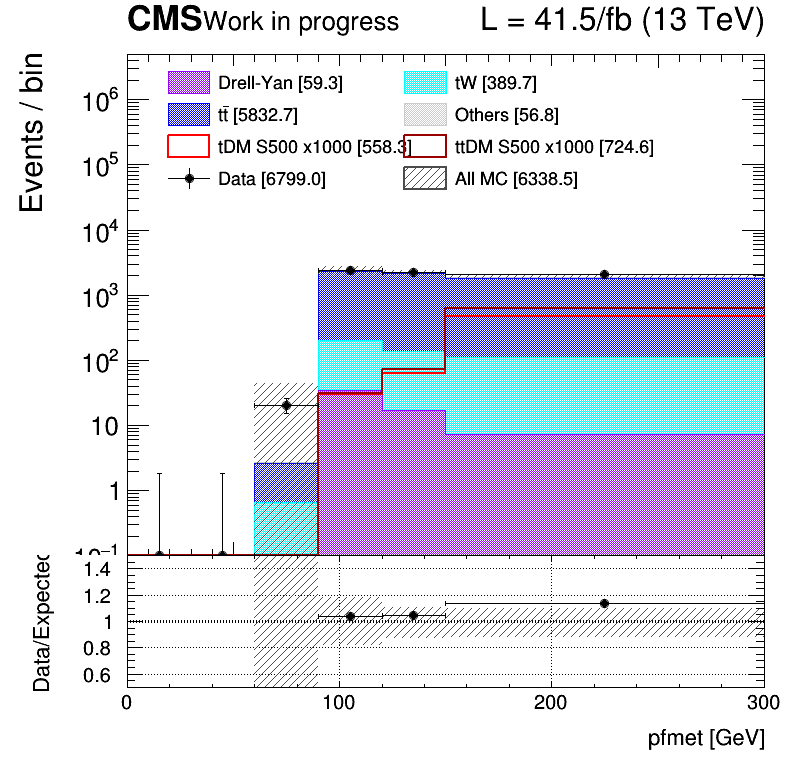 CMS Work in progress L = 41.5/fb (13 TeV)
Events / bin
Drell-Yan [59.3] tW [389.7]
tt̄ [5832.7] Others [56.8]
tDM S500 x1000 [558.3] ttDM S500 x1000 [724.6]
Data [6799.0] All MC [6338.5]
10⁶
10⁵
10⁴
10³
10²
10
1
10⁻¹
Data/Expected
1.4
1.2
1
0.8
0.6
0 100 200 300
pfmet [GeV]